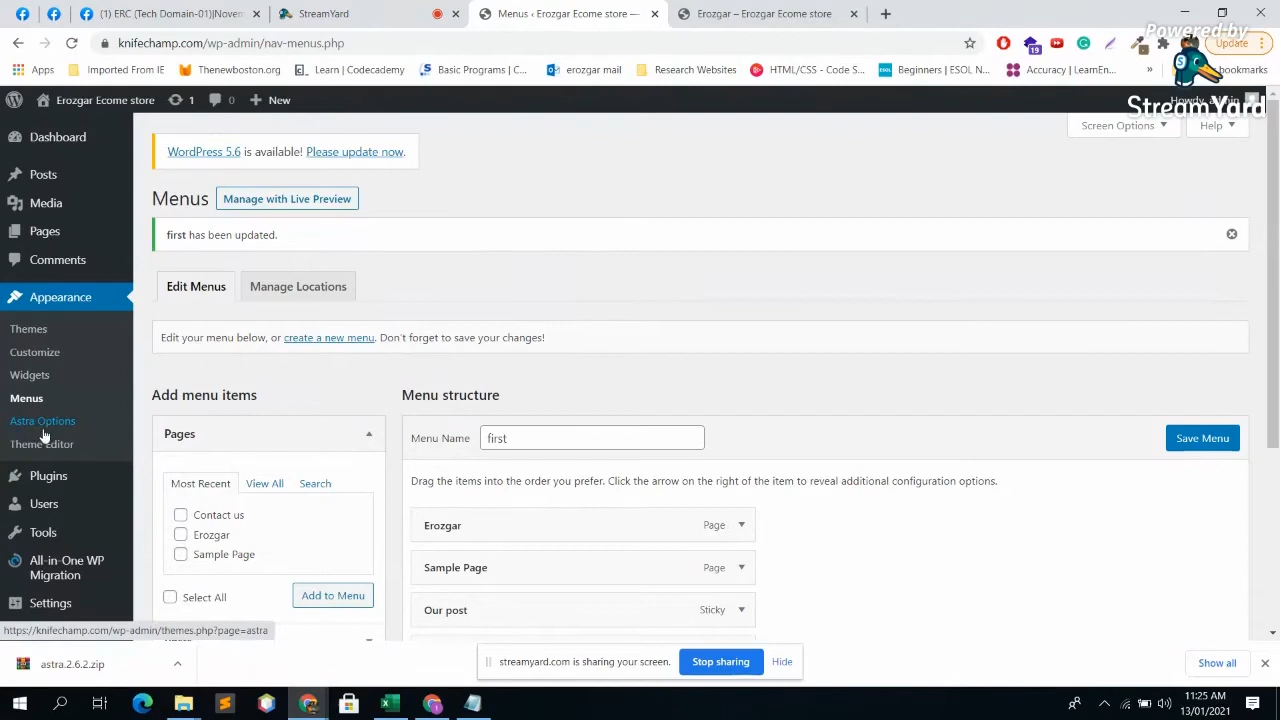 (1) ERC (Tech Domain-01)|Novem
StreamYard
Menus ‹ Erozgar Ecome store —
Erozgar – Erozgar Ecome store
knifechamp.com/wp-admin/nav-menus.php
Update
Apps
Imported From IE
Thenewboston.org
Learn | Codecademy
Basic Programs | C...
erozgar mail
Research Websites
HTML/CSS - Code S...
Beginners | ESOL N...
Accuracy | LearnEn...
»
bookmarks
Powered by
StreamYard
Erozgar Ecome store
1
0
New
Howdy, admin
Screen Options
Help
Dashboard
Posts
Media
Pages
Comments
Appearance
Themes
Customize
Widgets
Menus
Astra Options
Theme Editor
Plugins
Users
Tools
All-in-One WP
Migration
Settings
WordPress 5.6 is available! Please update now.
Menus
Manage with Live Preview
first has been updated.
Edit Menus
Manage Locations
Edit your menu below, or create a new menu. Don't forget to save your changes!
Add menu items
Menu structure
Pages
Menu Name
first
Save Menu
Most Recent
View All
Search
Contact us
Erozgar
Sample Page
Select All
Add to Menu
Drag the items into the order you prefer. Click the arrow on the right of the item to reveal additional configuration options.
Erozgar
Page
Sample Page
Page
Our post
Sticky
https://knifechamp.com/wp-admin/themes.php?page=astra
astra.2.6.2.zip
streamyard.com is sharing your screen.
Stop sharing
Hide
Show all
11:25 AM
13/01/2021